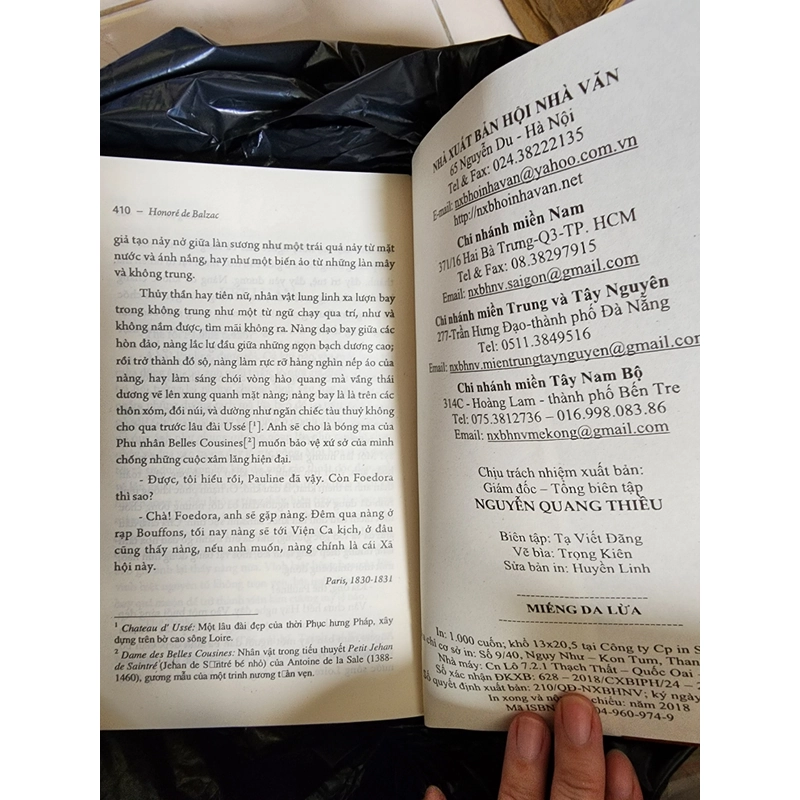 410 – Honoré de Balzac
giả tạo nảy nở giữa làn sương như một trái quả nảy từ mặt
nước và ánh nắng, hay như một biến ảo từ những làn mây
và không trung.
Thủy thần hay tiên nữ, nhân vật lung linh xa lượn bay
trong không trung như một từ ngữ chạy qua trí, như và
không nắm được, tìm mãi không ra. Nàng dạo bay giữa các
hòn đảo, nàng lắc lư đầu giữa những ngọn bạch dương cao;
rồi trở thành đồ sộ, nàng làm rực rỡ hàng nghìn nếp áo của
nàng, hay làm sáng chói vòng hào quang mà vầng thái
dương vẽ lên xung quanh mặt nàng; nàng bay là là trên các
thôn xóm, đồi núi, và dường như ngăn chiếc tàu thuỷ không
cho qua trước lâu đài Ussé [¹]. Anh sẽ cho là bóng ma của
Phu nhân Belles Cousines[²] muốn bảo vệ xứ sở của mình
chống những cuộc xâm lăng hiện đại.
- Được, tôi hiểu rồi, Pauline đã vậy. Còn Foedora
thì sao?
- Chà! Foedora, anh sẽ gặp nàng. Đêm qua nàng ở
rạp Bouffons, tối nay nàng sẽ tới Viện Ca kịch, ở đâu
cũng thấy nàng, nếu anh muốn, nàng chính là cái Xã
hội này.
Paris, 1830-1831
¹ Chateau d' Ussé: Một lâu đài đẹp của thời Phục hưng Pháp, xây
dựng trên bờ cao sông Loire.
² Dame des Belles Cousines: Nhân vật trong tiểu thuyết Petit Jehan
de Saintré (Jehan de S▯ntré bé nhỏ) của Antoine de la Sale (1388-
1460), gương mẫu của một trinh nương t▯ần vẹn.
NHÀ XUẤT BẢN HỘI NHÀ VĂN
65 Nguyễn Du - Hà Nội
Tel & Fax: 024.38222135
E-mail: nxbhoinhavan@yahoo.com.vn
http://nxbhoinhavan.net
Chi nhánh miền Nam
371/16 Hai Bà Trưng-Q3-TP. HCM
Tel & Fax: 08.38297915
Email: nxbhnv.saigon@gmail.com
Chi nhánh miền Trung và Tây Nguyên
277-Trần Hưng Đạo-thành phố Đà Nẵng
Tel: 0511.3849516
Email: nxbhnv.mientrungtaynguyen@gmail.com
Chi nhánh miền Tây Nam Bộ
314C - Hoàng Lam - thành phố Bến Tre
Tel: 075.3812736 – 016.998.083.86
Email: nxbhnvmekong@gmail.com
Chịu trách nhiệm xuất bản:
Giám đốc – Tổng biên tập
NGUYỄN QUANG THIỀU
Biên tập: Tạ Viết Đãng
Vẽ bìa: Trọng Kiên
Sửa bản in: Huyền Linh
MIẾNG DA LỪA
In: 1.000 cuốn; khổ 13x20,5 tại Công ty Cp in S
chỉ cơ sở in: Số 9/40, Ngụy Như – Kon Tum, Than
Nhà máy: Cn Lô 7.2.1 Thạch Thất – Quốc Oai
Số xác nhận ĐKXB: 628 – 2018/CXBIPH/24 –
Số quyết định xuất bản: 210/QĐ-NXBHNV; ký ngày
In xong và nộ chiểu: năm 2018
Mã ISBN 04-960-974-9